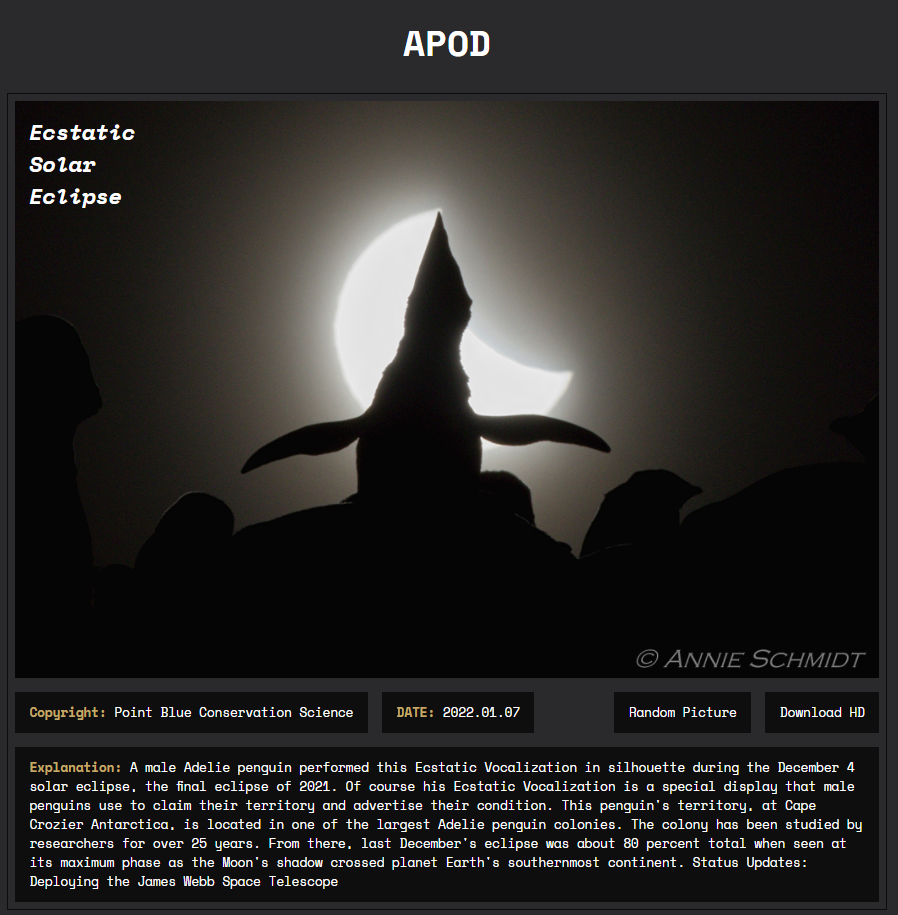 APOD
Ecstatic
Solar
Eclipse
© ANNIE SCHMIDT
Copyright: Point Blue Conservation Science
DATE: 2022.01.07
Random Picture
Download HD
Explanation: A male Adelie penguin performed this Ecstatic Vocalization in silhouette during the December 4
solar eclipse, the final eclipse of 2021. Of course his Ecstatic Vocalization is a special display that male
penguins use to claim their territory and advertise their condition. This penguin's territory, at Cape
Crozier Antarctica, is located in one of the largest Adelie penguin colonies. The colony has been studied by
researchers for over 25 years. From there, last December's eclipse was about 80 percent total when seen at
its maximum phase as the Moon's shadow crossed planet Earth's southernmost continent. Status Updates:
Deploying the James Webb Space Telescope